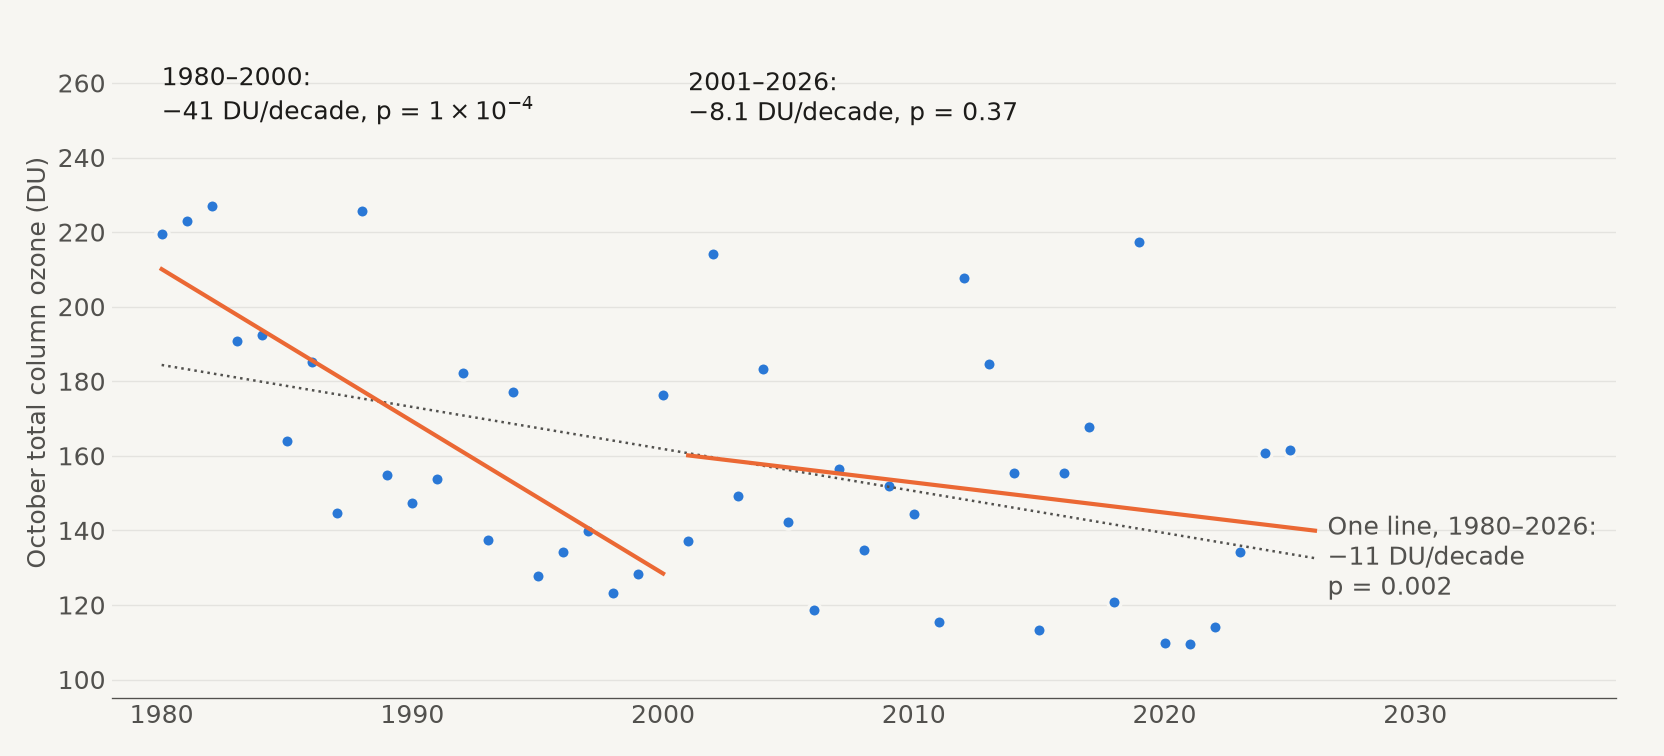 1980–2000:
−41 DU/decade, p = 1 × 10⁻⁴
2001–2026:
−8.1 DU/decade, p = 0.37
October total column ozone (DU)
260
240
220
200
180
160
140
120
100
One line, 1980–2026:
−11 DU/decade
p = 0.002
1980 1990 2000 2010 2020 2030